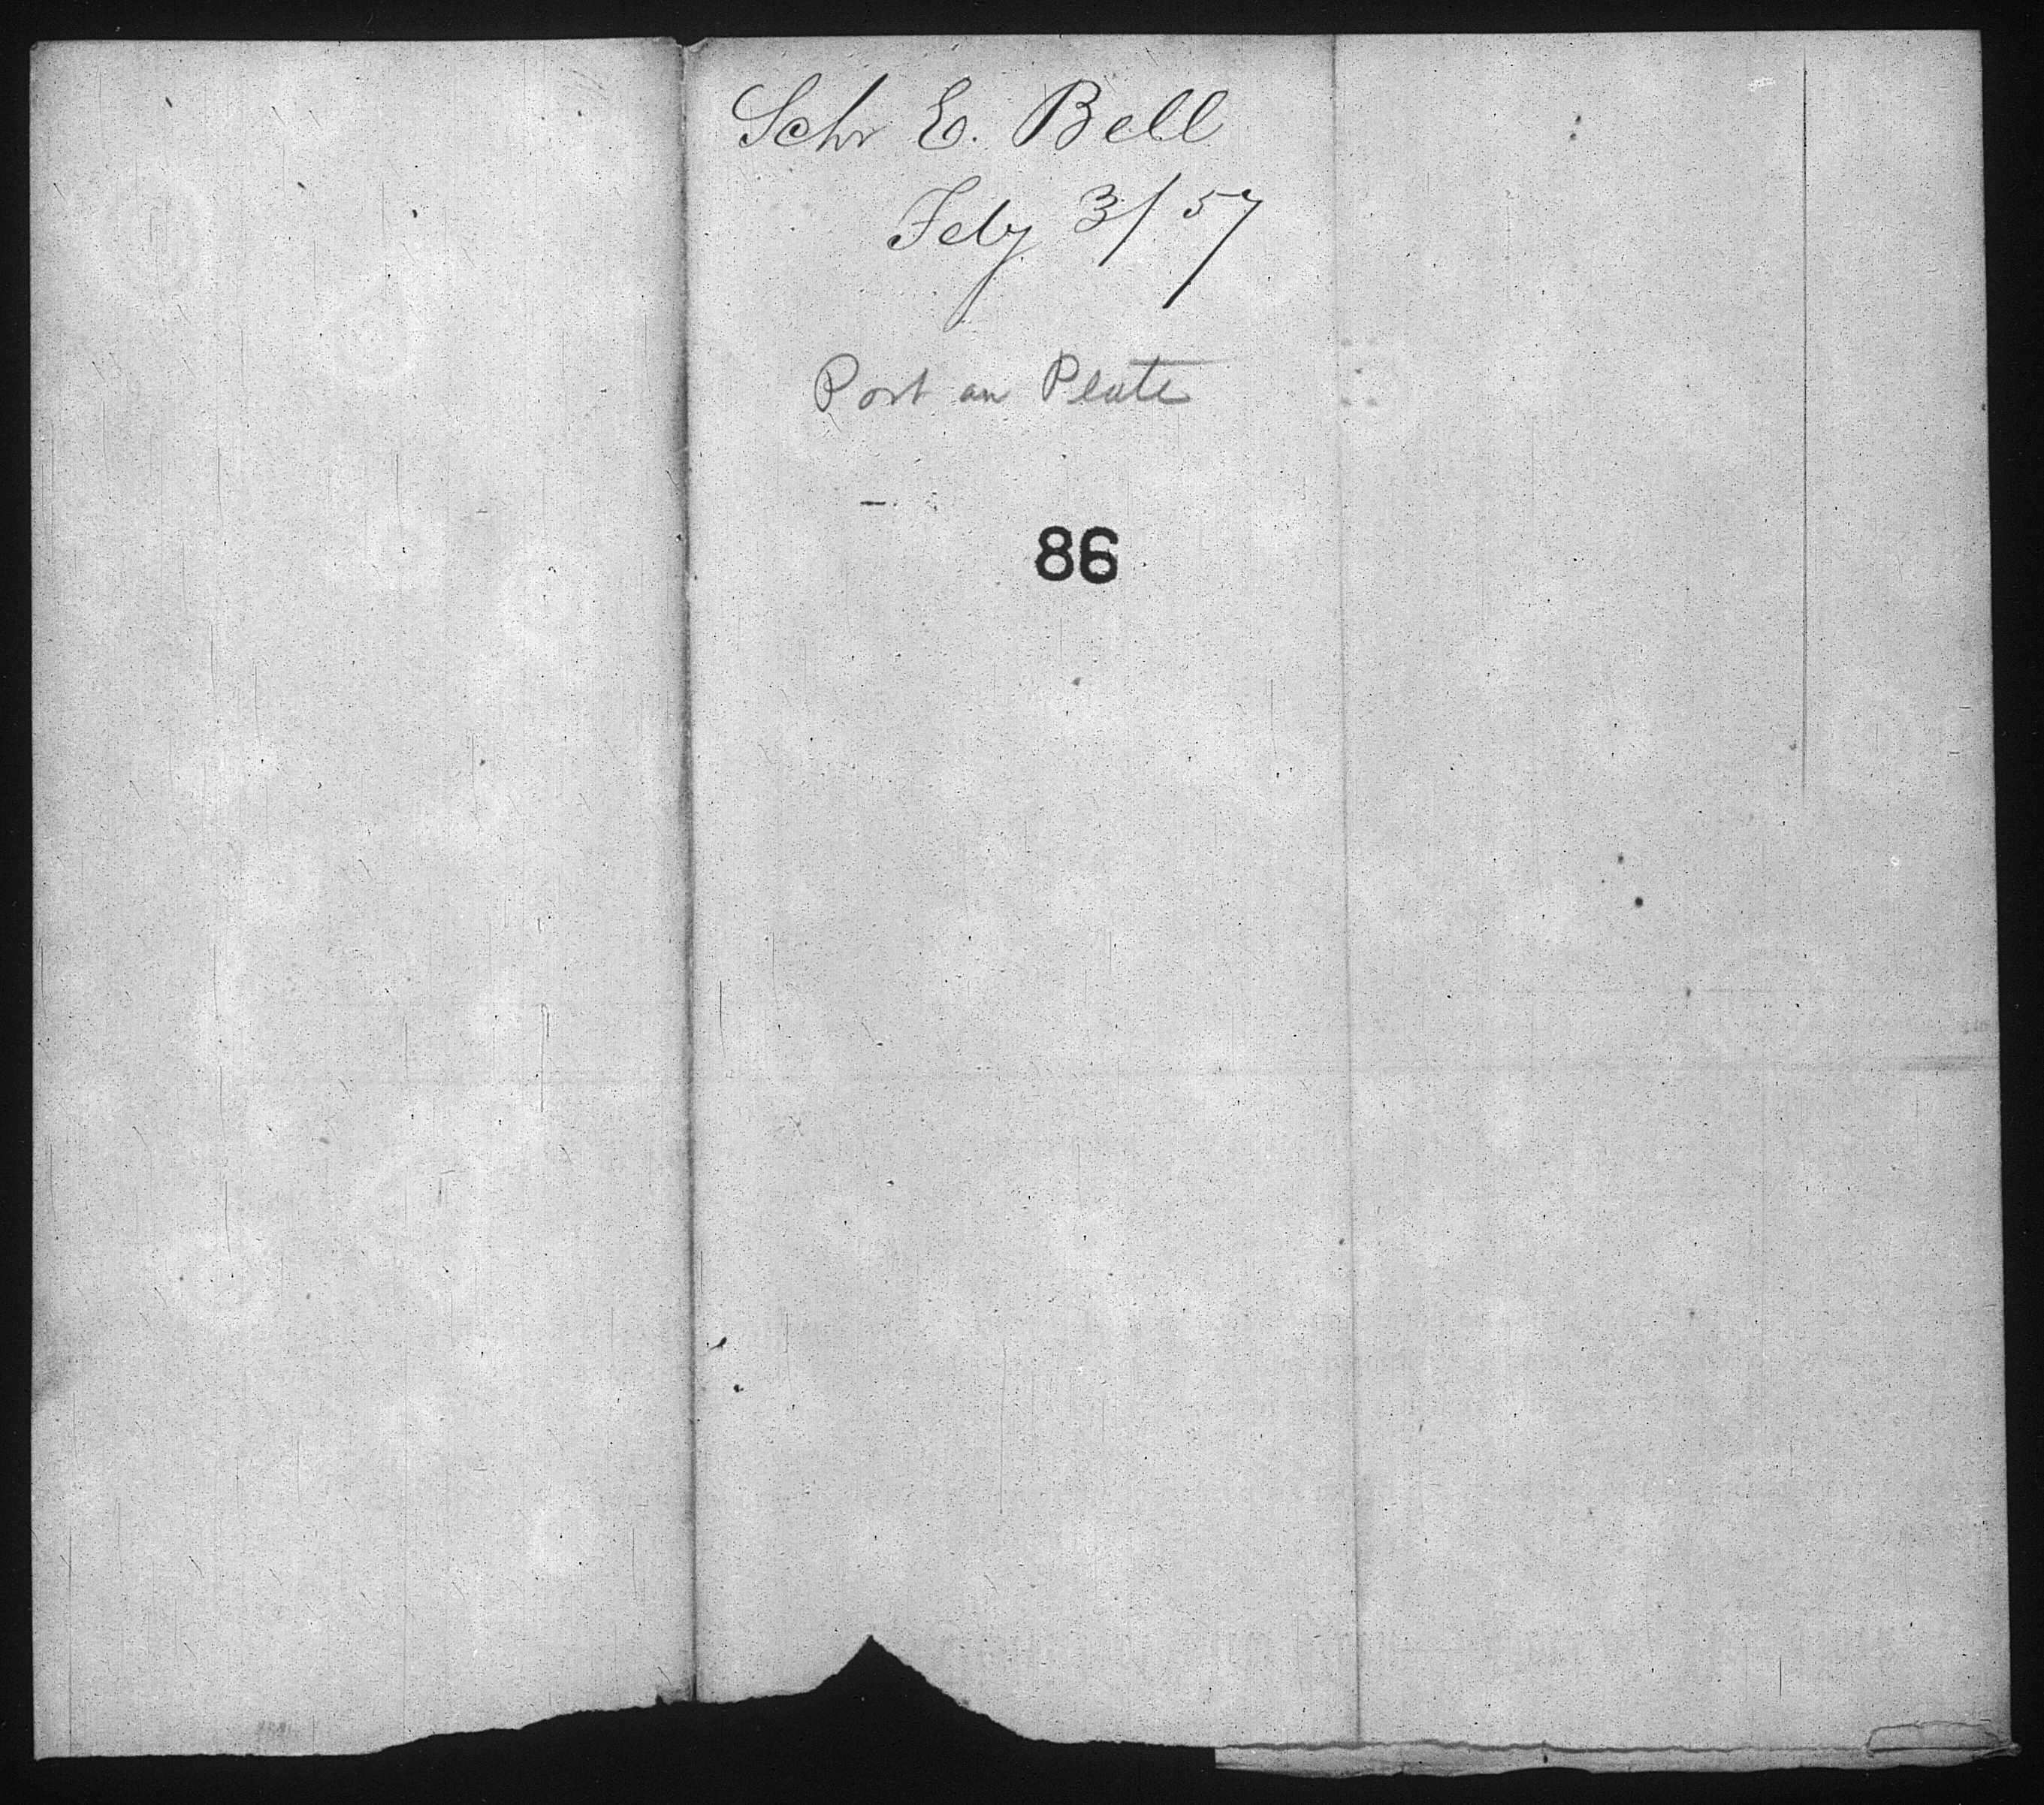 Schr E. Bell
Feby 3/57
Port au Plate
86